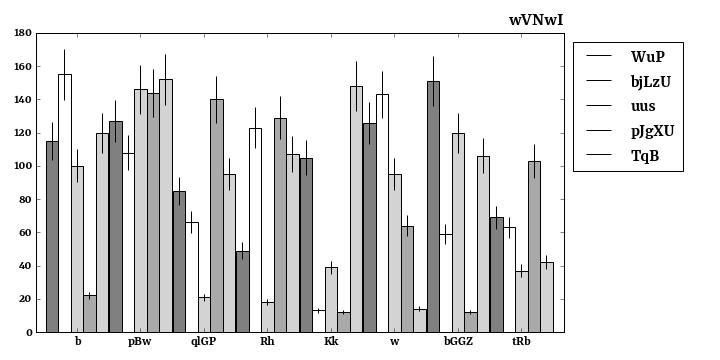 wVNwI
180
160
140
120
100
80
60
40
20
0
b pBw qlGP Rh Kk w bGGZ tRb
WuP
bjLzU
uus
pJgXU
TqB